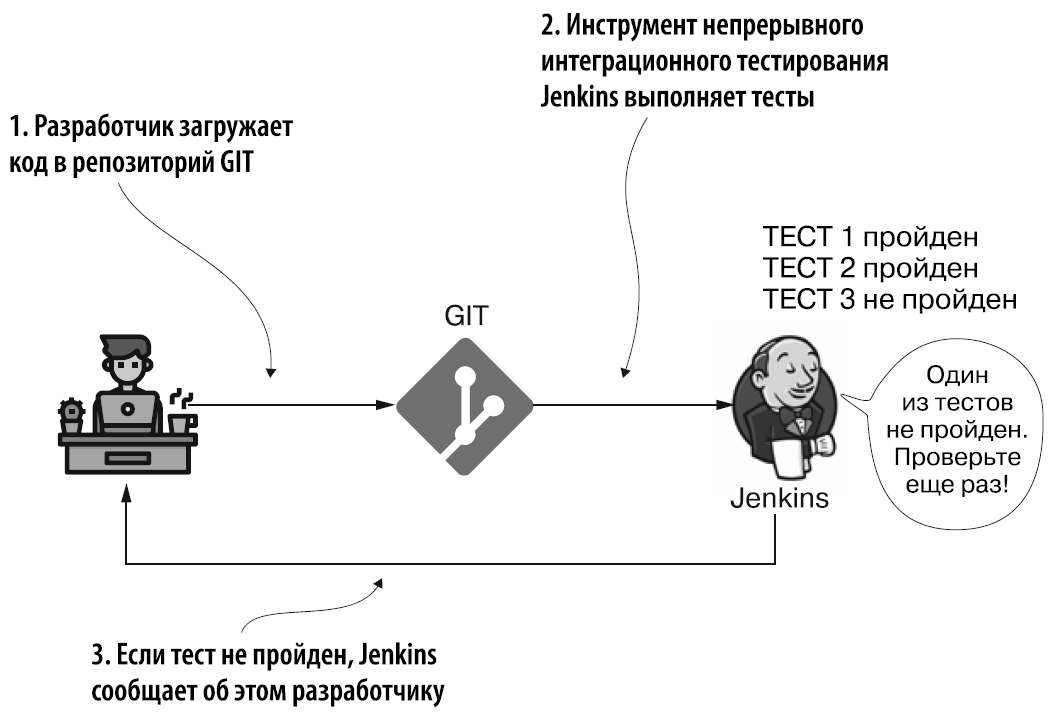 2. Инструмент непрерывного
интеграционного тестирования
Jenkins выполняет тесты
1. Разработчик загружает
код в репозиторий GIT
ТЕСТ 1 пройден
ТЕСТ 2 пройден
ТЕСТ 3 не пройден
GIT
Один
из тестов
не пройден.
Проверьте
еще раз!
Jenkins
3. Если тест не пройден, Jenkins
сообщает об этом разработчику